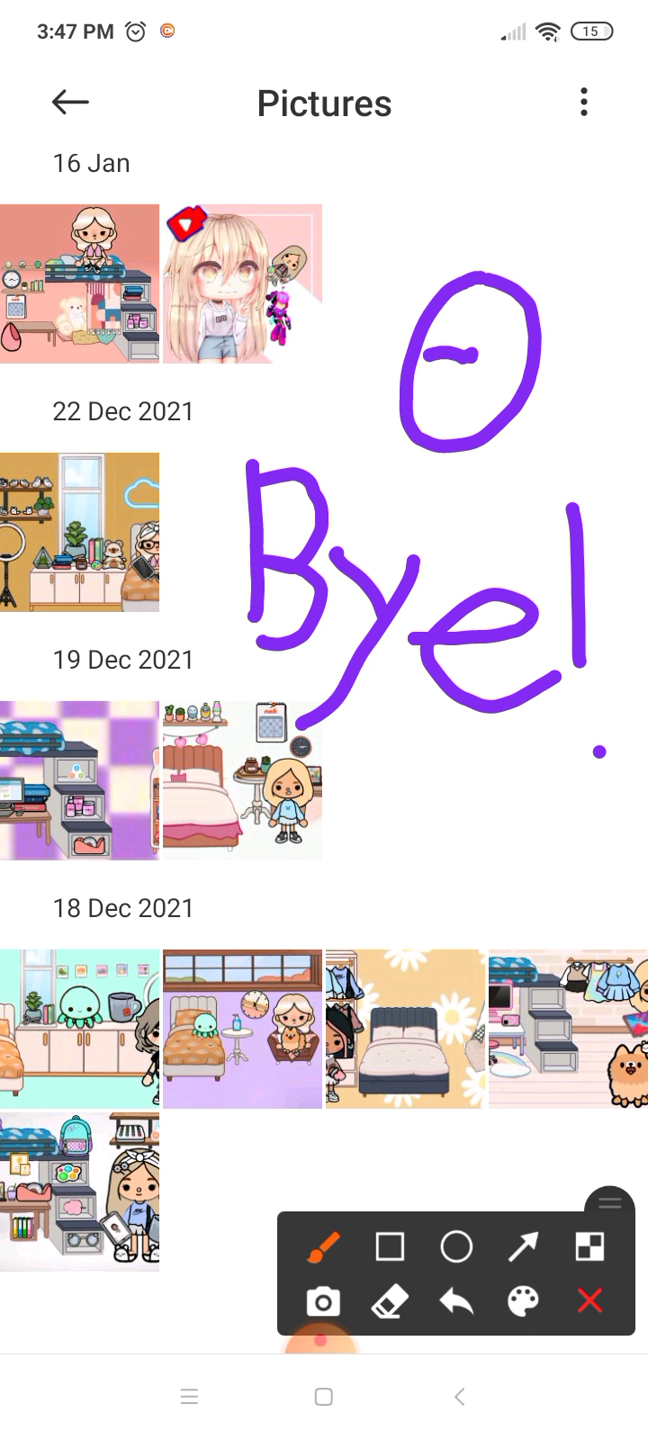 3:47 PM
15
Pictures
16 Jan
22 Dec 2021
Bye!
19 Dec 2021
18 Dec 2021